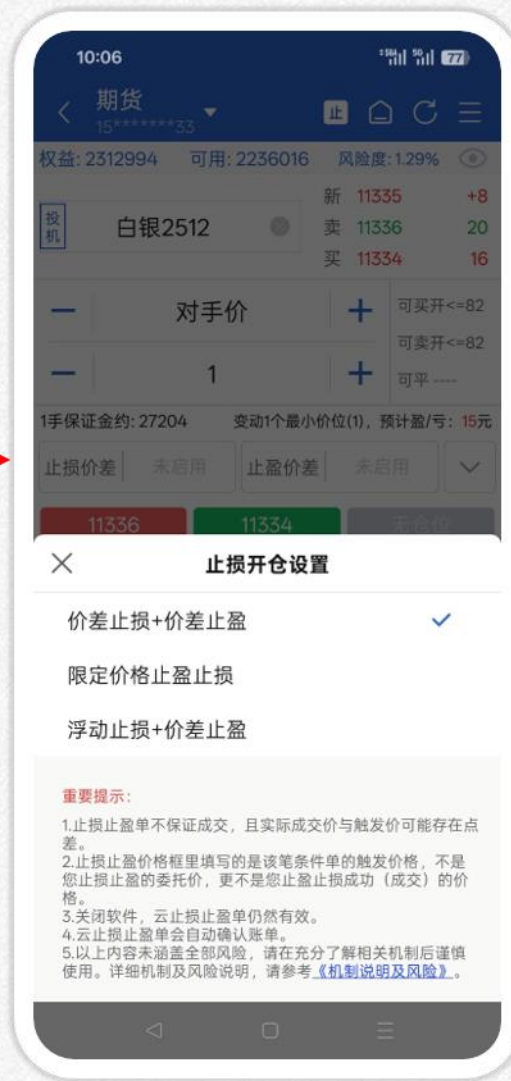 10:06
77
期货
15*******33
止
权益: 2312994 可用: 2236016 风险度: 1.29%
投机 白银2512
新 11335 +8
卖 11336 20
买 11334 16
对手价
可买开<=82
可卖开<=82
1
可平 ----
1手保证金约: 27204 变动1个最小价位(1), 预计盈/亏: 15元
止损价差 未启用 止盈价差 未启用
11336 11334 无仓位
止损开仓设置
价差止损+价差止盈
限定价格止盈止损
浮动止损+价差止盈
重要提示:
1.止损止盈单不保证成交，且实际成交价与触发价可能存在点
差。
2.止损止盈价格框里填写的是该笔条件单的触发价格，不是
您止损止盈的委托价，更不是您止盈止损成功（成交）的价
格。
3.关闭软件，云止损止盈单仍然有效。
4.云止损止盈单会自动确认账单。
5.以上内容未涵盖全部风险，请在充分了解相关机制后谨慎
使用。详细机制及风险说明，请参考《机制说明及风险》。